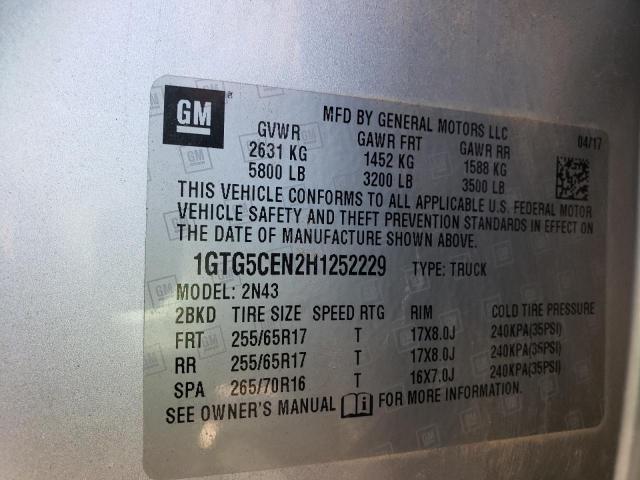 GM
MFD BY GENERAL MOTORS LLC
04/17
GVWR GAWR FRT GAWR RR
2631 KG 1452 KG 1588 KG
5800 LB 3200 LB 3500 LB
THIS VEHICLE CONFORMS TO ALL APPLICABLE U.S. FEDERAL MOTOR
VEHICLE SAFETY AND THEFT PREVENTION STANDARDS IN EFFECT ON
THE DATE OF MANUFACTURE SHOWN ABOVE.
1GTG5CEN2H1252229 TYPE: TRUCK
MODEL: 2N43
2BKD TIRE SIZE SPEED RTG RIM COLD TIRE PRESSURE
FRT 255/65R17 T 17X8.0J 240KPA(35PSI)
RR 255/65R17 T 17X8.0J 240KPA(35PSI)
SPA 265/70R16 T 16X7.0J 240KPA(35PSI)
SEE OWNER'S MANUAL i FOR MORE INFORMATION.